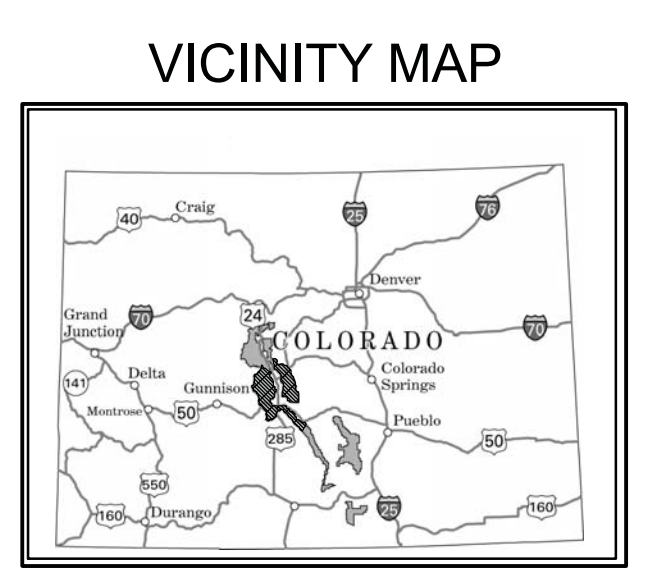 VICINITY MAP
Craig
40
25
76
Denver
Grand
Junction
70
24
COLORADO
70
Colorado
Springs
141
Delta
Gunnison
Montrose
50
Pueblo
285
50
550
160
Durango
25
160